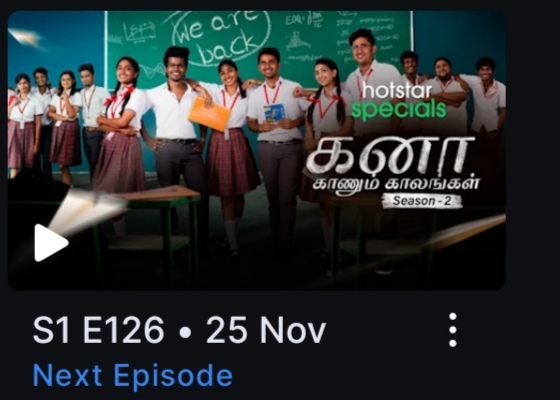 We are
back
hotstar
specials
கனா
காணும் காலங்கள்
Season - 2
S1 E126 • 25 Nov
Next Episode